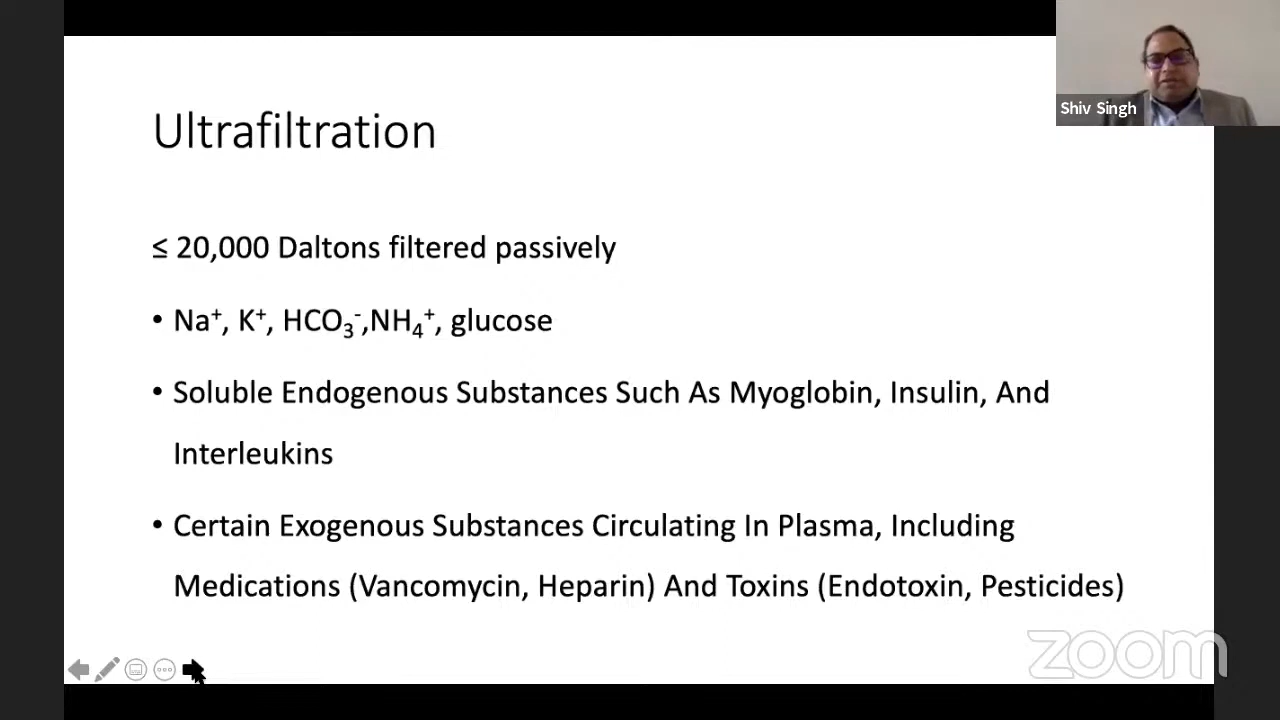 Shiv Singh
Ultrafiltration
≤ 20,000 Daltons filtered passively
• Na⁺, K⁺, HCO₃⁻,NH₄⁺, glucose
• Soluble Endogenous Substances Such As Myoglobin, Insulin, And
Interleukins
• Certain Exogenous Substances Circulating In Plasma, Including
Medications (Vancomycin, Heparin) And Toxins (Endotoxin, Pesticides)
zoom